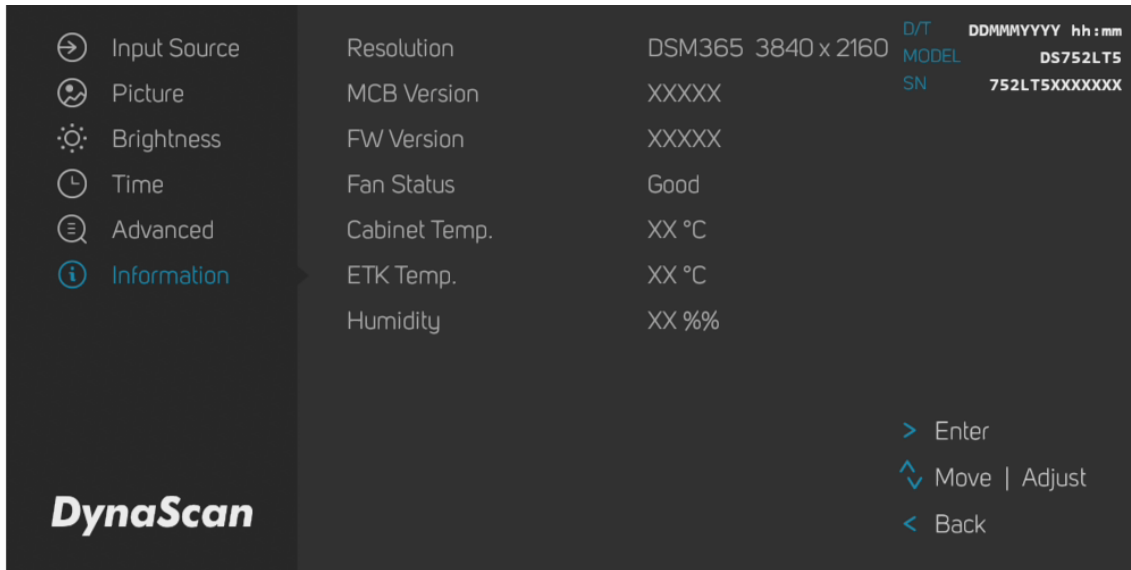 Input Source
Picture
Brightness
Time
Advanced
Information
DynaScan
Resolution DSM365 3840 x 2160
MCB Version XXXXX
FW Version XXXXX
Fan Status Good
Cabinet Temp. XX °C
ETK Temp. XX °C
Humidity XX %%
D/T DDMMMYYYY hh:mm
MODEL DS752LT5
SN 752LT5XXXXXXX
> Enter
Move | Adjust
< Back